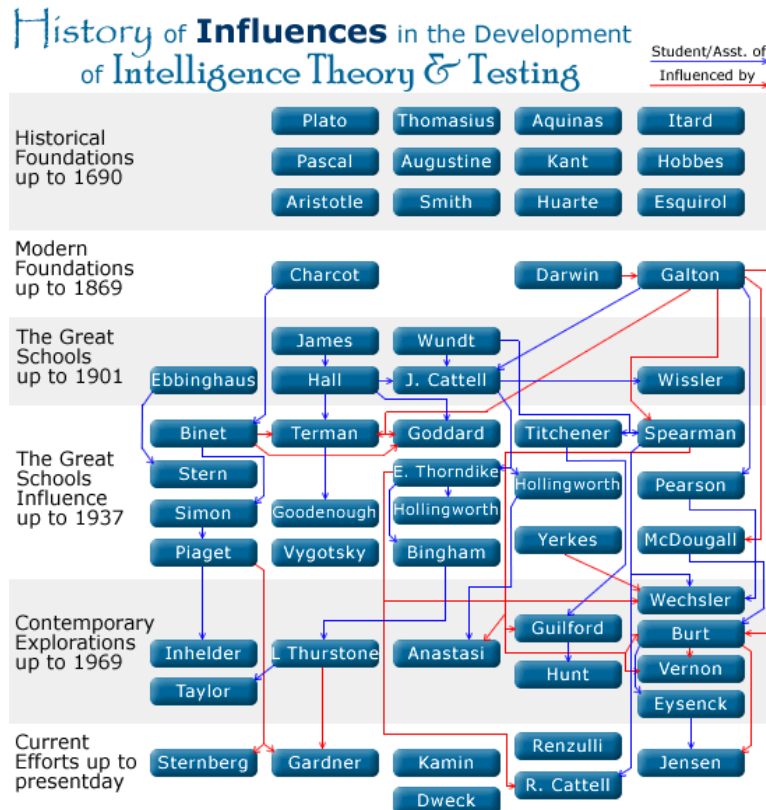 History of Influences in the Development
of Intelligence Theory & Testing
Student/Asst. of
Influenced by
Historical
Foundations
up to 1690
Plato
Thomasius
Aquinas
Itard
Pascal
Augustine
Kant
Hobbes
Aristotle
Smith
Huarte
Esquirol
Modern
Foundations
up to 1869
Charcot
Darwin
Galton
The Great
Schools
up to 1901
James
Wundt
Ebbinghaus
Hall
J. Cattell
Wissler
The Great
Schools
Influence
up to 1937
Binet
Terman
Goddard
Titchener
Spearman
Stern
E. Thorndike
Hollingworth
Pearson
Simon
Goodenough
Hollingworth
Piaget
Vygotsky
Bingham
Yerkes
McDougall
Contemporary
Explorations
up to 1969
Wechsler
Guilford
Burt
Inhelder
L Thurstone
Anastasi
Hunt
Vernon
Taylor
Eysenck
Current
Efforts up to
presentday
Sternberg
Gardner
Kamin
Renzulli
Jensen
R. Cattell
Dweck